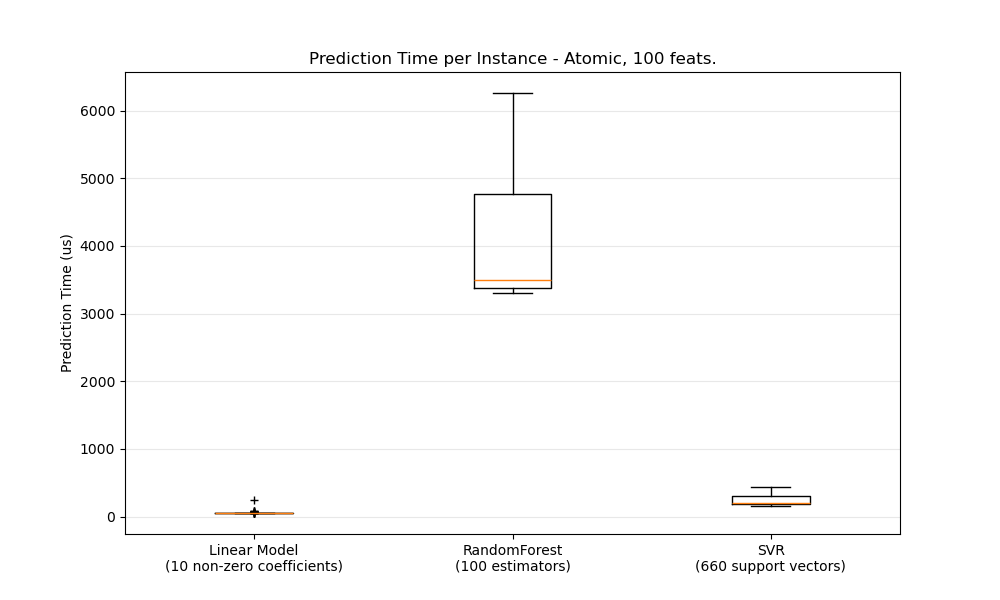 Prediction Time per Instance - Atomic, 100 feats.
Prediction Time (us)
6000
5000
4000
3000
2000
1000
0
Linear Model
(10 non-zero coefficients)
RandomForest
(100 estimators)
SVR
(660 support vectors)